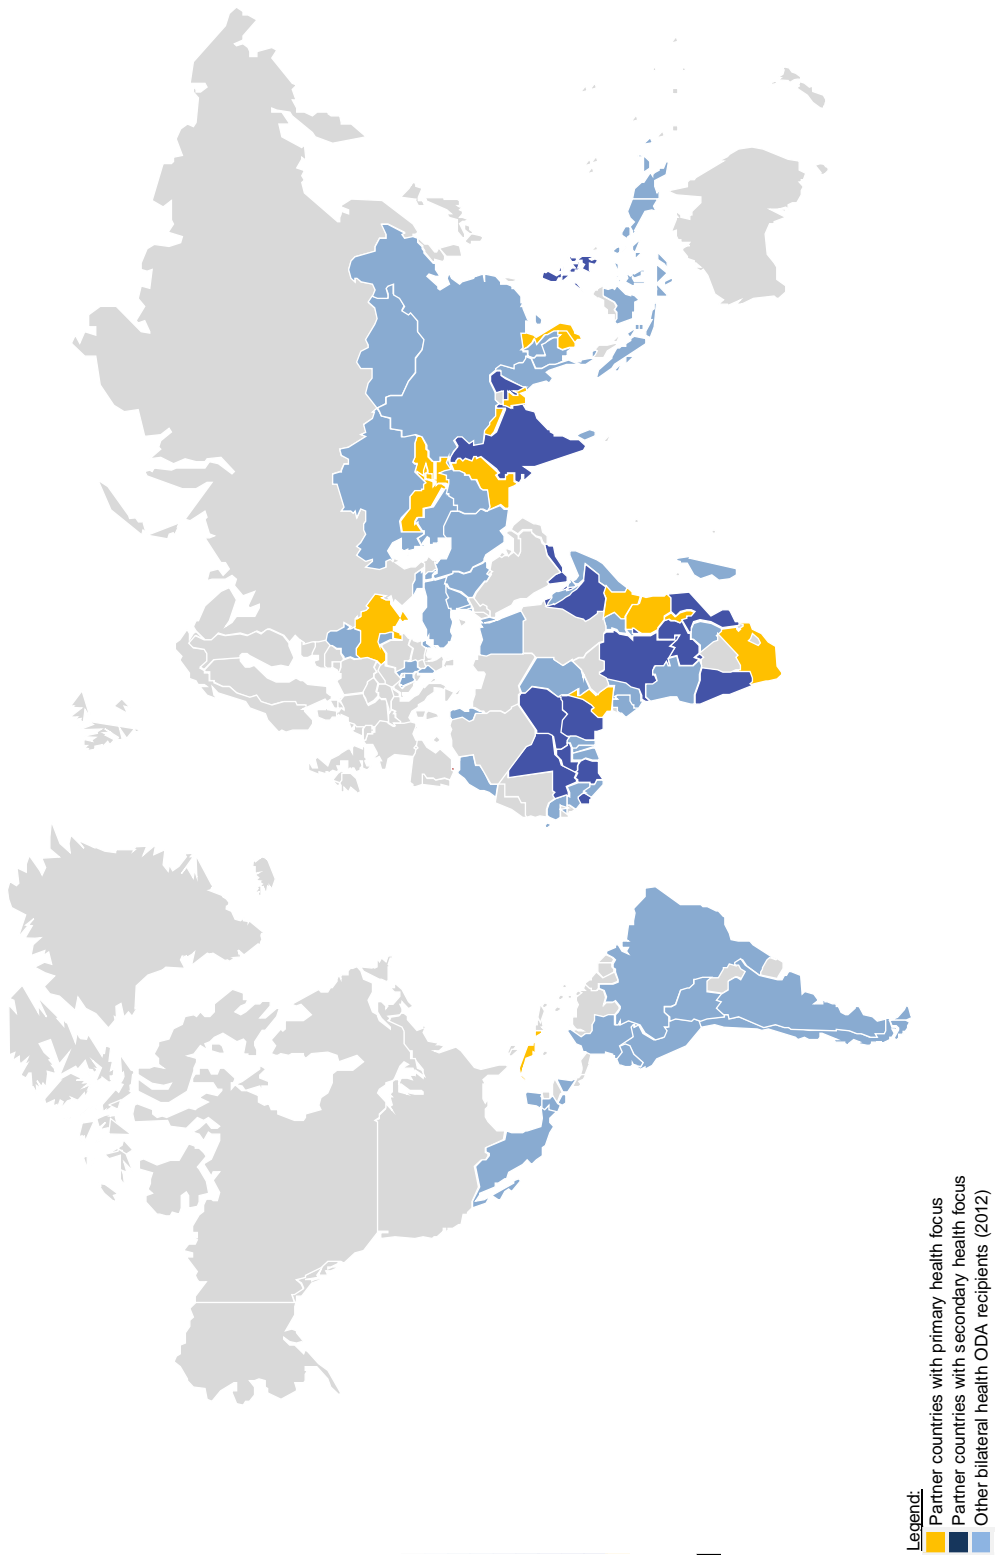 Legend:
Partner countries with primary health focus
Partner countries with secondary health focus
Other bilateral health ODA recipients (2012)